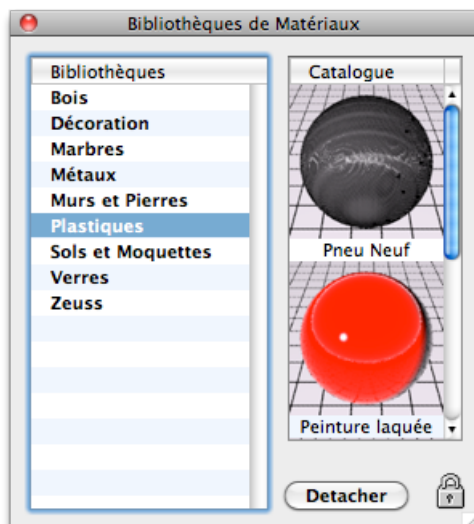 Bibliothèques de Matériaux
Bibliothèques
Bois
Décoration
Marbres
Métaux
Murs et Pierres
Plastiques
Sols et Moquettes
Verres
Zeuss
Catalogue
Pneu Neuf
Peinture laquée
Detacher